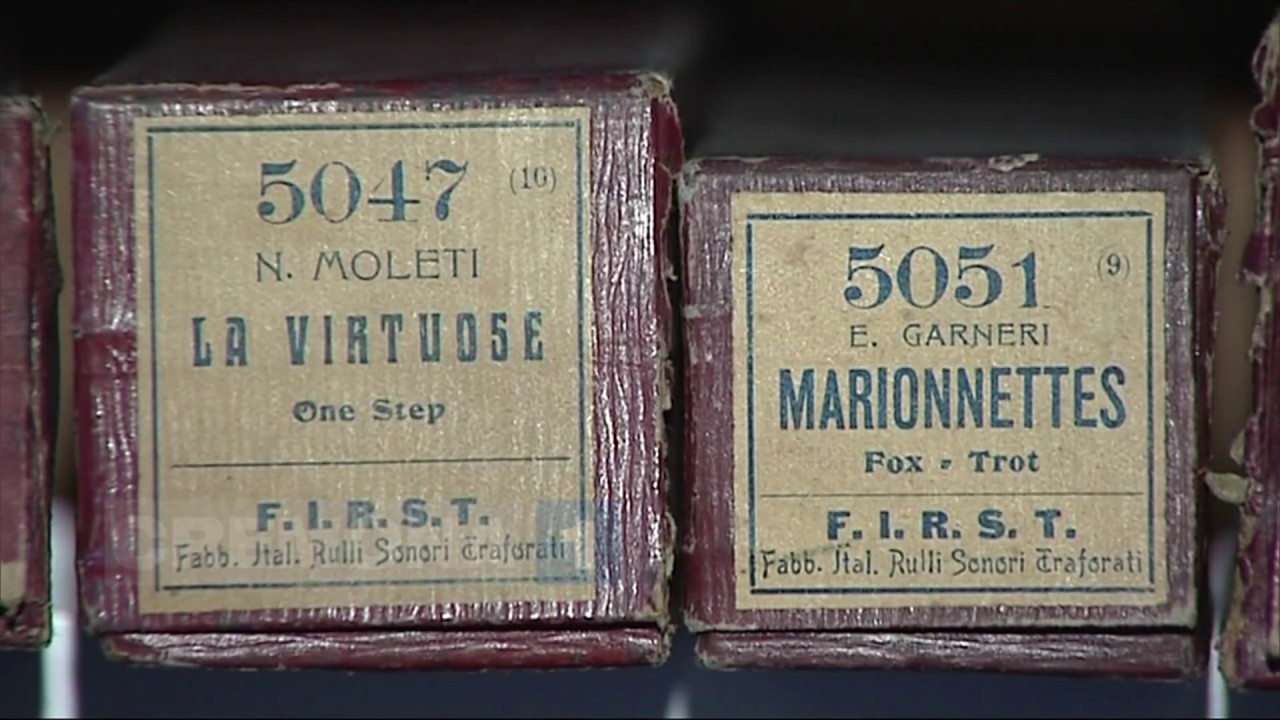 5047 (10)
N. MOLETI
LA VIRTUOSE
One Step
F. I. R. S. T.
Fabb. Ital. Rulli Sonori Traforati
5051 (9)
E. GARNERI
MARIONNETTES
Fox - Trot
F. I. R. S. T.
Fabb. Ital. Rulli Sonori Traforati